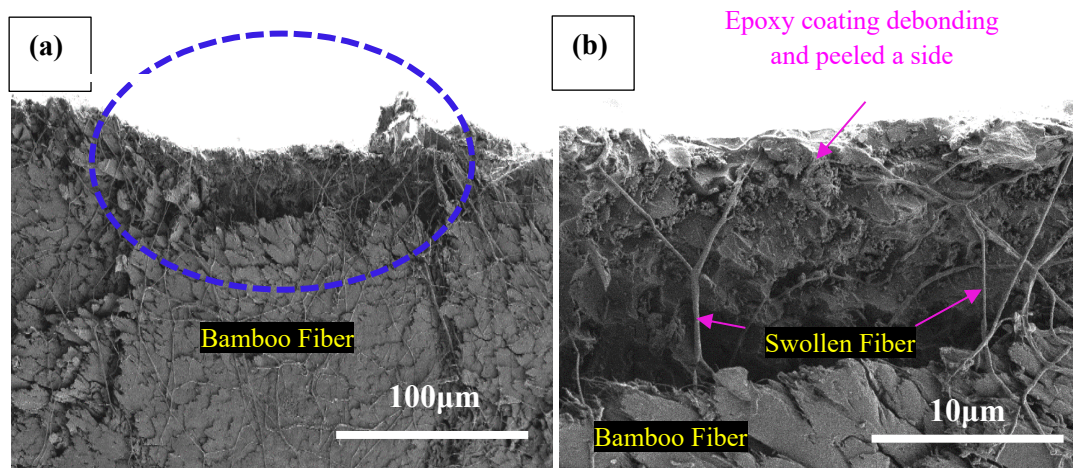 (a)
Bamboo Fiber
100μm
(b)
Epoxy coating debonding
and peeled a side
Swollen Fiber
10μm
Bamboo Fiber